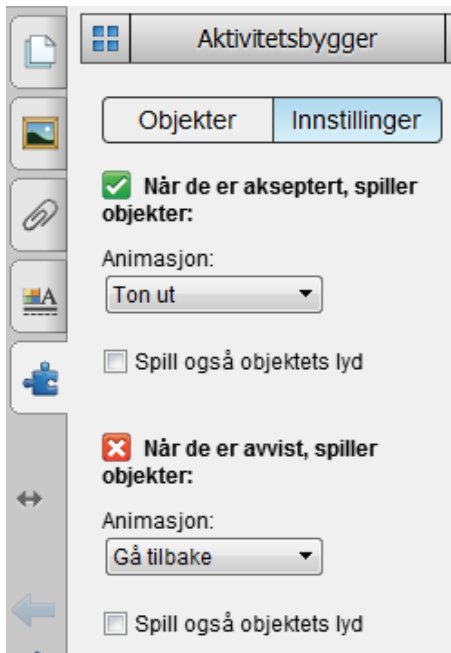 Aktivitetsbygger
Objekter Innstillinger
Når de er akseptert, spiller
objekter:
Animasjon:
Ton ut
Spill også objektets lyd
Når de er avvist, spiller
objekter:
Animasjon:
Gå tilbake
Spill også objektets lyd
A